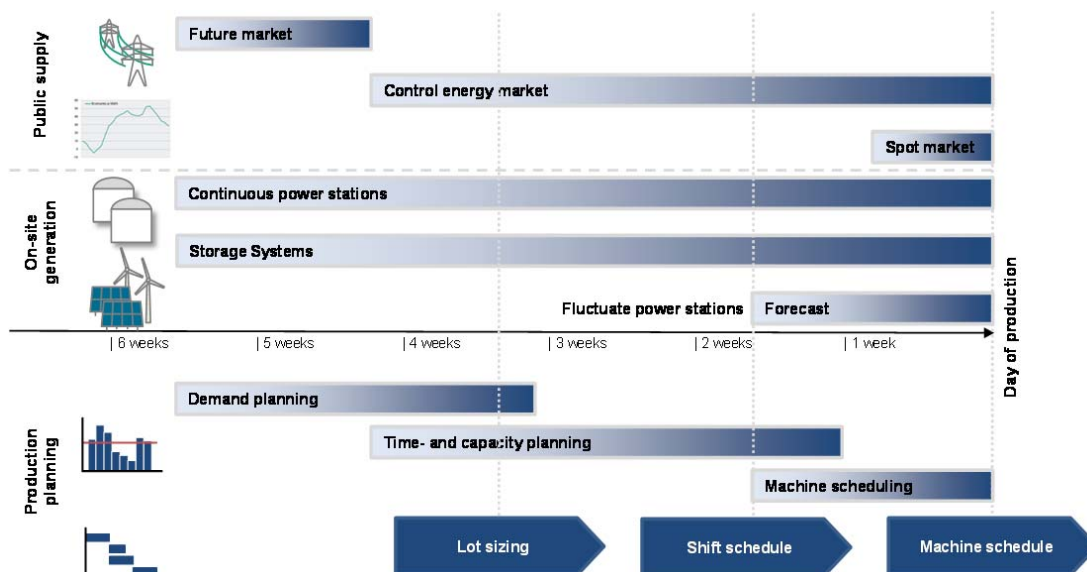 Public supply
Future market
Control energy market
Spot market
On-site
generation
Continuous power stations
Storage Systems
Fluctuate power stations
Forecast
| 6 weeks
| 5 weeks
| 4 weeks
| 3 weeks
| 2 weeks
| 1 week
Day of production
Production
planning
Demand planning
Time- and capacity planning
Machine scheduling
Lot sizing
Shift schedule
Machine schedule